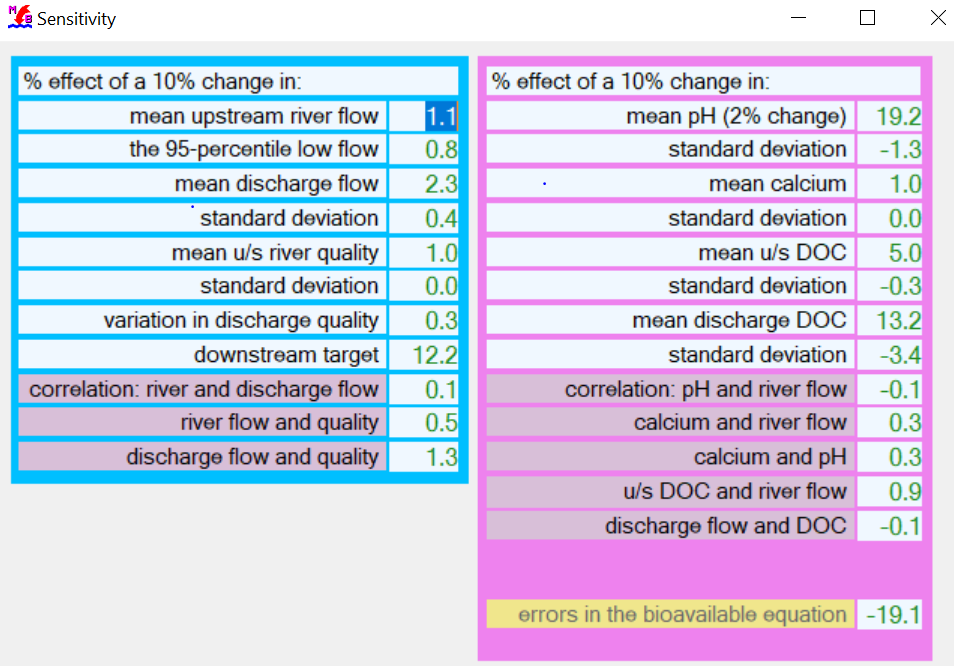 Sensitivity
% effect of a 10% change in:
mean upstream river flow 1.1
the 95-percentile low flow 0.8
mean discharge flow 2.3
standard deviation 0.4
mean u/s river quality 1.0
standard deviation 0.0
variation in discharge quality 0.3
downstream target 12.2
correlation: river and discharge flow 0.1
river flow and quality 0.5
discharge flow and quality 1.3
% effect of a 10% change in:
mean pH (2% change) 19.2
standard deviation -1.3
mean calcium 1.0
standard deviation 0.0
mean u/s DOC 5.0
standard deviation -0.3
mean discharge DOC 13.2
standard deviation -3.4
correlation: pH and river flow -0.1
calcium and river flow 0.3
calcium and pH 0.3
u/s DOC and river flow 0.9
discharge flow and DOC -0.1
errors in the bioavailable equation -19.1